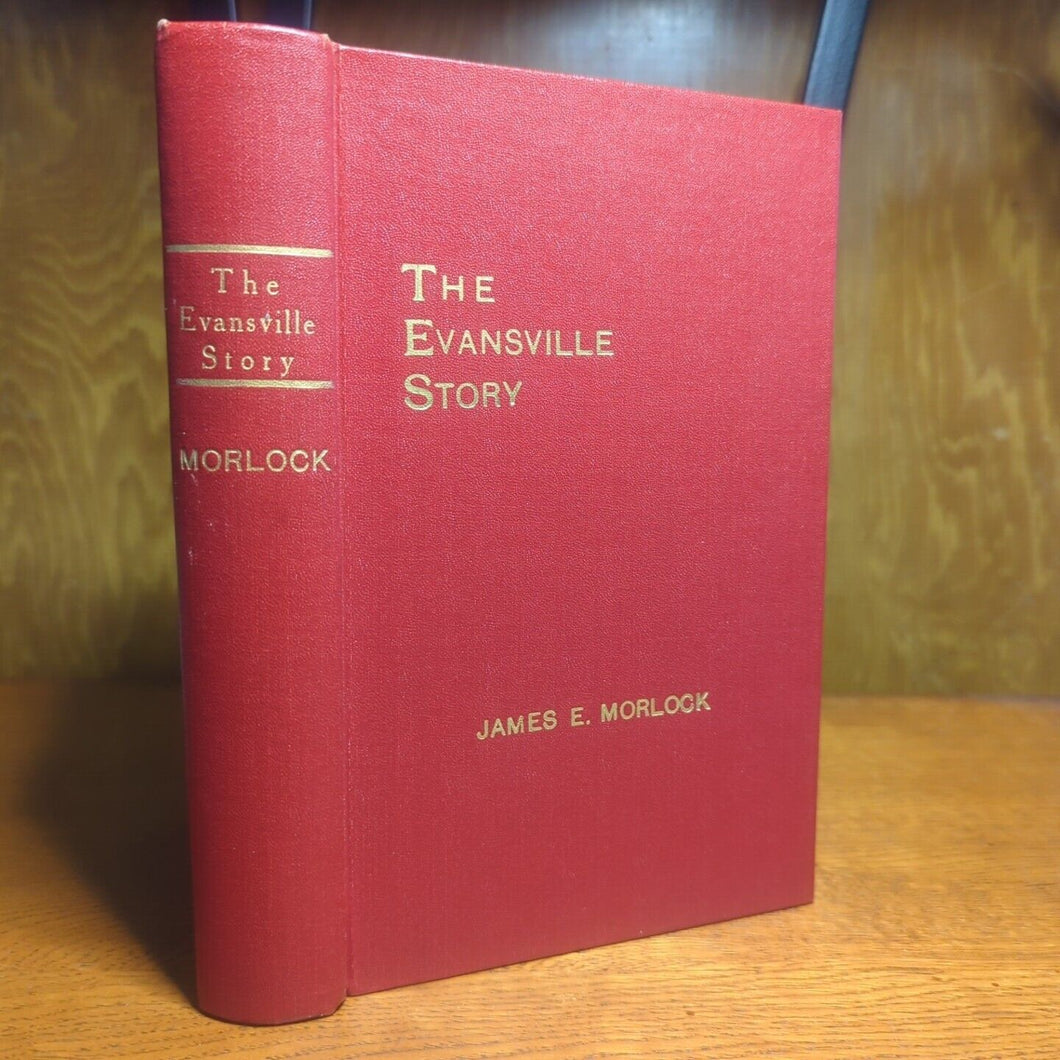 The
Evansville
Story
MORLOCK
THE
EVANSVILLE
STORY
JAMES E. MORLOCK